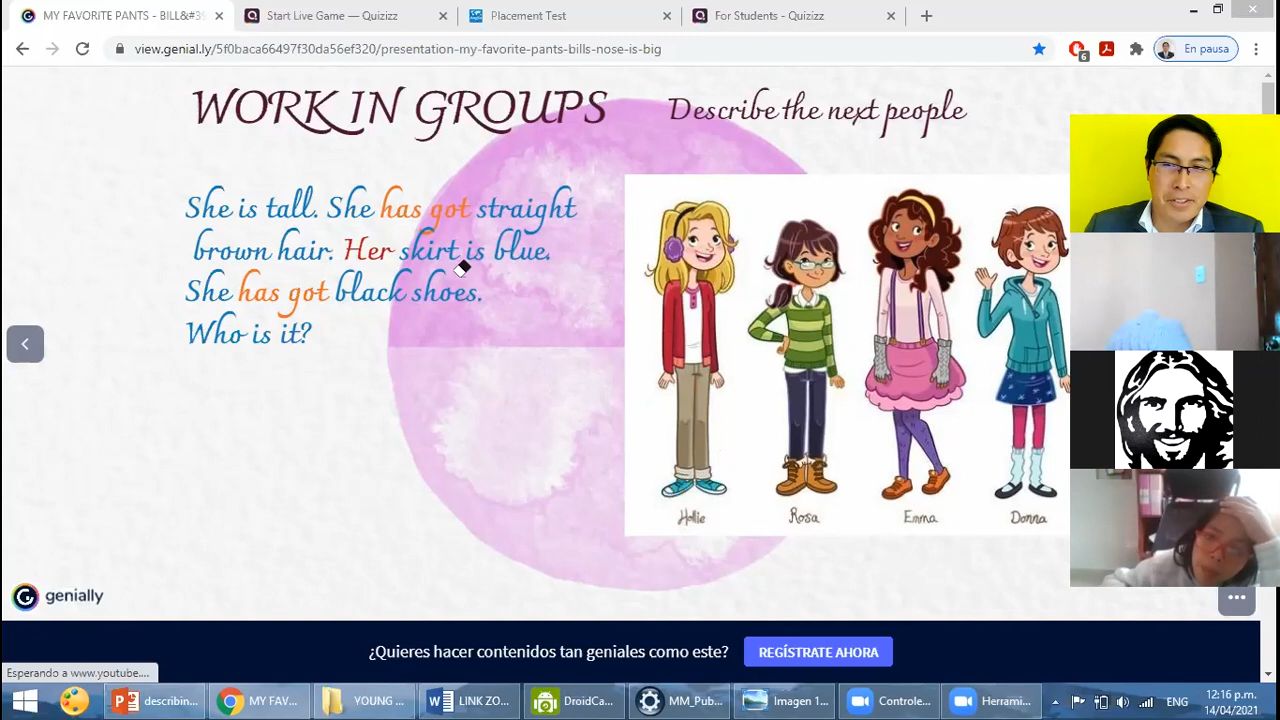 MY FAVORITE PANTS - BILL&#39
Start Live Game — Quizizz
Placement Test
For Students - Quizizz
view.genial.ly/5f0baca66497f30da56ef320/presentation-my-favorite-pants-bills-nose-is-big
6
En pausa
WORK IN GROUPS
Describe the next people
She is tall. She has got straight
brown hair. Her skirt is blue.
She has got black shoes.
Who is it?
Hollie
Rosa
Emma
Donna
genially
¿Quieres hacer contenidos tan geniales como este?
REGÍSTRATE AHORA
Esperando a www.youtube....
describin...
MY FAV...
YOUNG ...
LINK ZO...
DroidCa...
MM_Pub...
Imagen 1...
Controle...
Herrami...
ENG
12:16 p.m.
14/04/2021